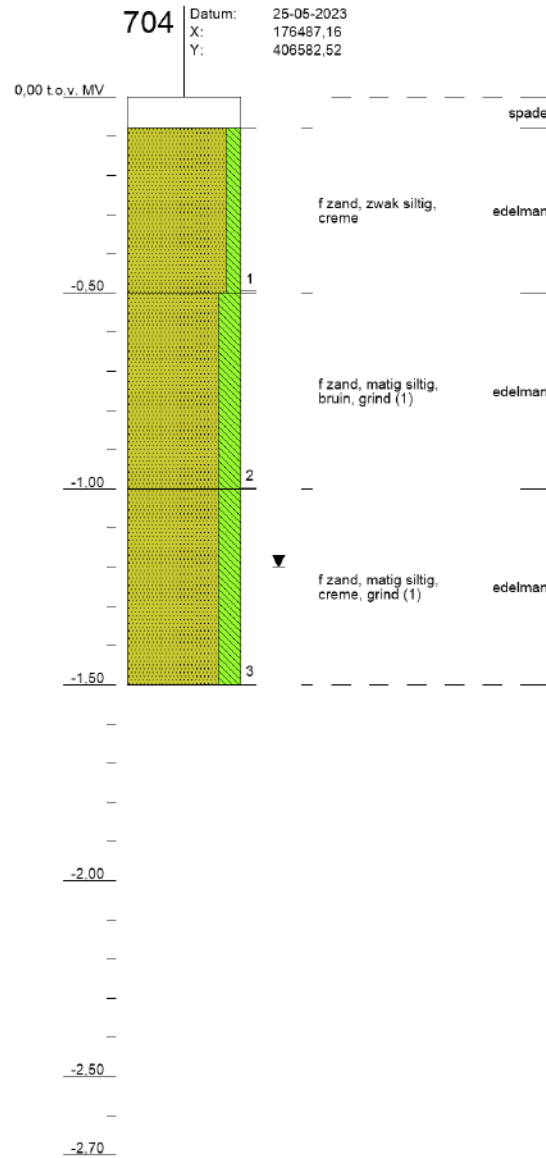 704
Datum: 25-05-2023
X: 176487,16
Y: 406582,52
0,00 t.o.v. MV
spade
f zand, zwak siltig,
creme
edelman
1
-0,50
f zand, matig siltig,
bruin, grind (1)
edelman
2
-1,00
f zand, matig siltig,
creme, grind (1)
edelman
3
-1,50
-2,00
-2,50
-2,70